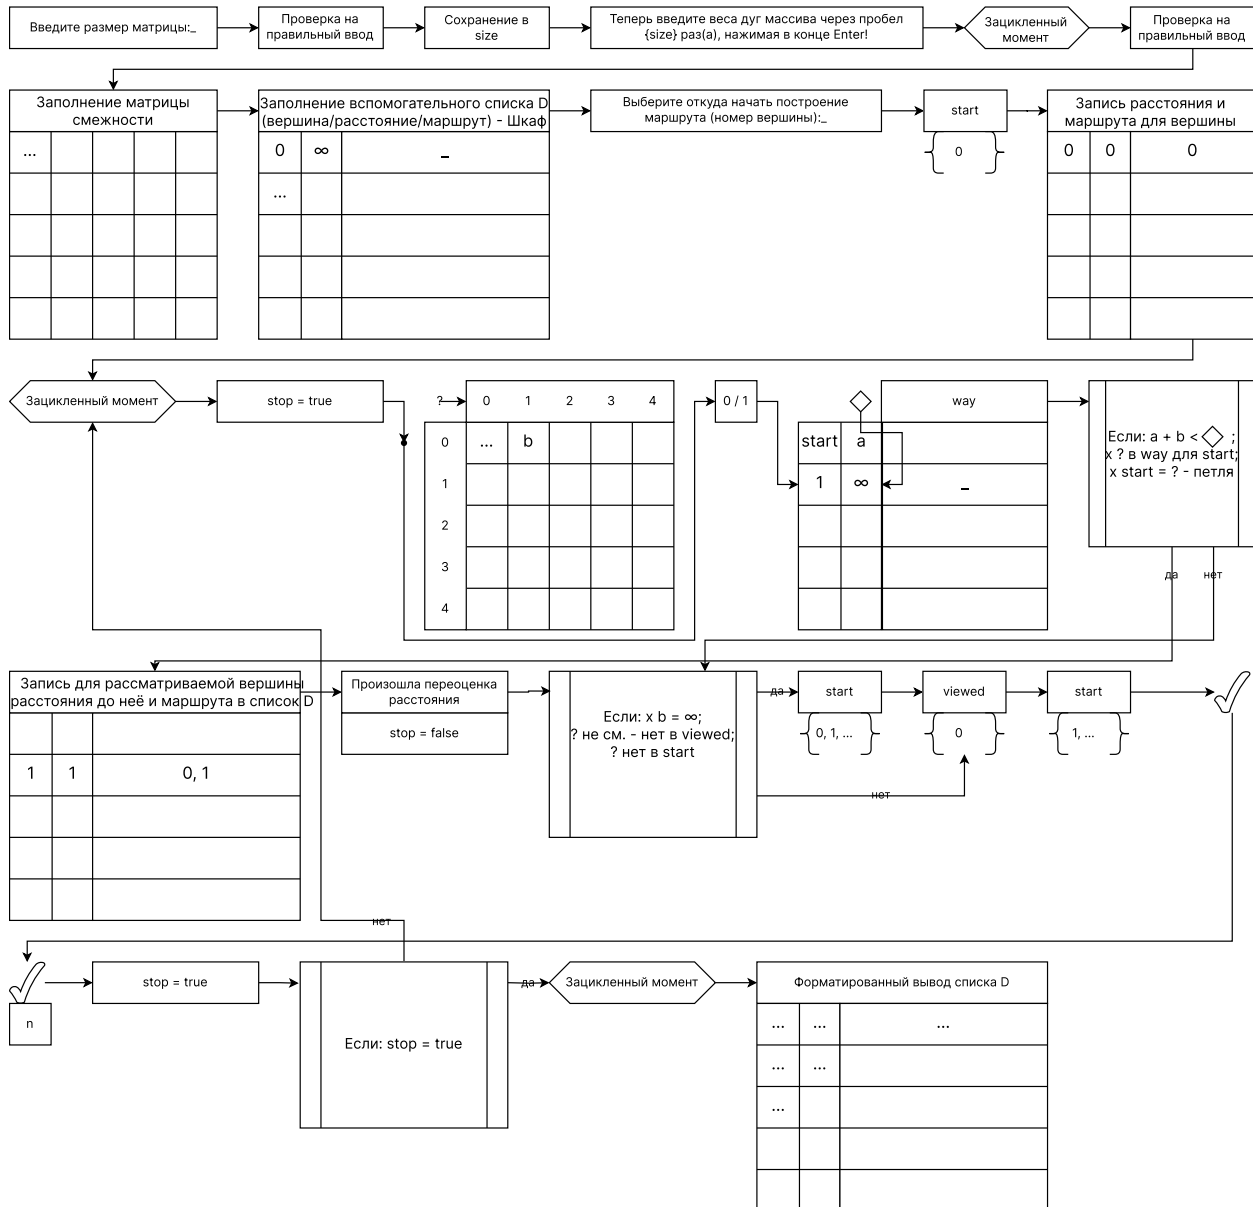 Введите размер матрицы:_
Проверка на
правильный ввод
Сохранение в
size
Теперь введите веса дуг массива через пробел
{size} раз(а), нажимая в конце Enter!
Зацикленный
момент
Проверка на
правильный ввод
Заполнение матрицы
смежности
...
Заполнение вспомогательного списка D
(вершина/расстояние/маршрут) - Шкаф
0 ∞ _
...
Выберите откуда начать построение
маршрута (номер вершины):_
start
0
Запись расстояния и
маршрута для вершины
0 0 0
Зацикленный момент
stop = true
? 0 1 2 3 4
0 ... b
1
2
3
4
0 / 1
way
start a
1 ∞ _
Если: a + b < ;
x ? в way для start;
x start = ? - петля
да
нет
Запись для рассматриваемой вершины
расстояния до неё и маршрута в список D
1 1 0, 1
Произошла переоценка
расстояния
stop = false
Если: x b = ∞;
? не см. - нет в viewed;
? нет в start
да
нет
start
0, 1, ...
viewed
0
start
1, ...
нет
n
stop = true
Если: stop = true
да
Зацикленный момент
Форматированный вывод списка D
... ... ...
... ...
...